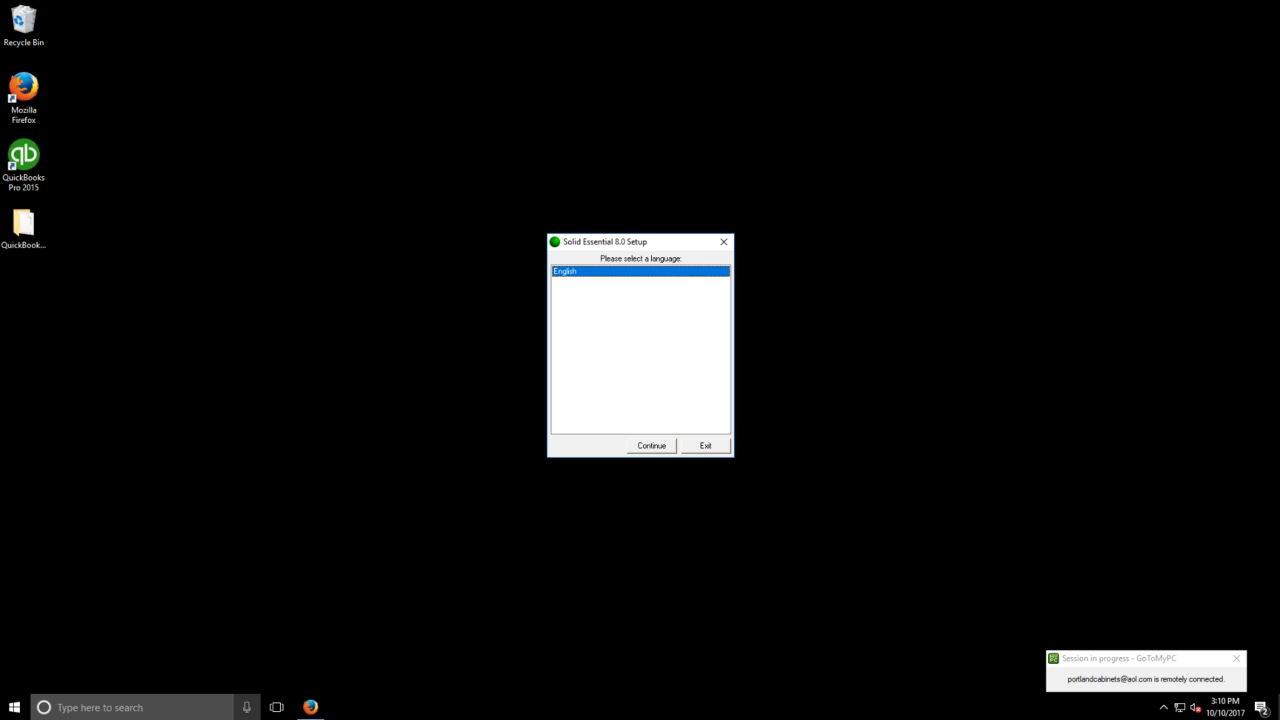 Recycle Bin
Mozilla
Firefox
QuickBooks
Pro 2015
QuickBook...
Solid Essential 8.0 Setup
Please select a language:
English
Continue
Exit
Session in progress - GoToMyPC
portlandcabinets@aol.com is remotely connected.
Type here to search
3:10 PM
10/10/2017
2